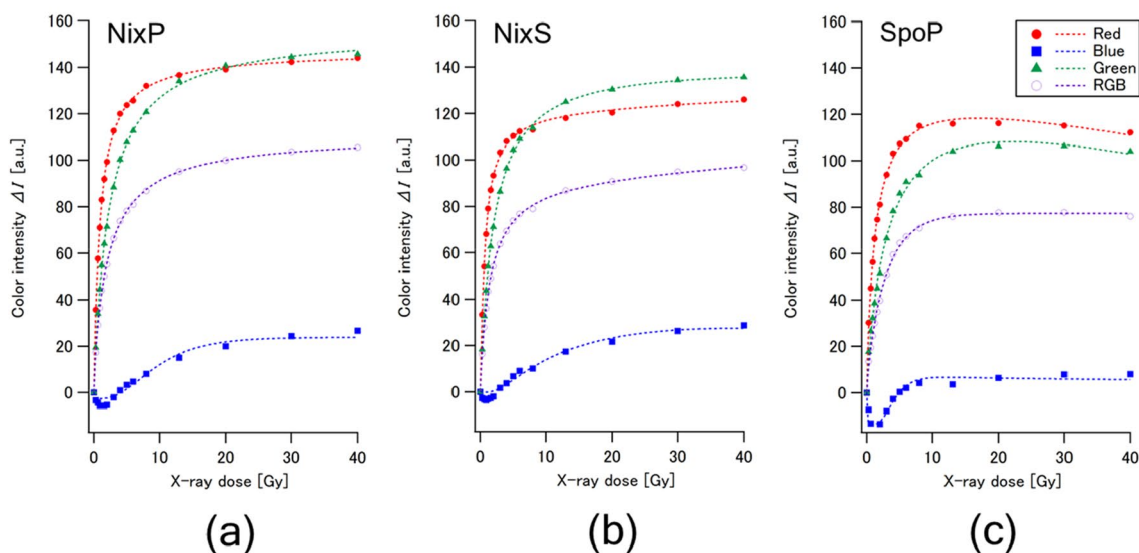 NixP
160
140
120
100
80
60
40
20
0
Color intensity ΔI [a.u.]
0 10 20 30 40
X-ray dose [Gy]
(a)
NixS
160
140
120
100
80
60
40
20
0
Color intensity ΔI [a.u.]
0 10 20 30 40
X-ray dose [Gy]
(b)
SpoP
160
140
120
100
80
60
40
20
0
Color intensity ΔI [a.u.]
0 10 20 30 40
X-ray dose [Gy]
(c)
Red
Blue
Green
RGB